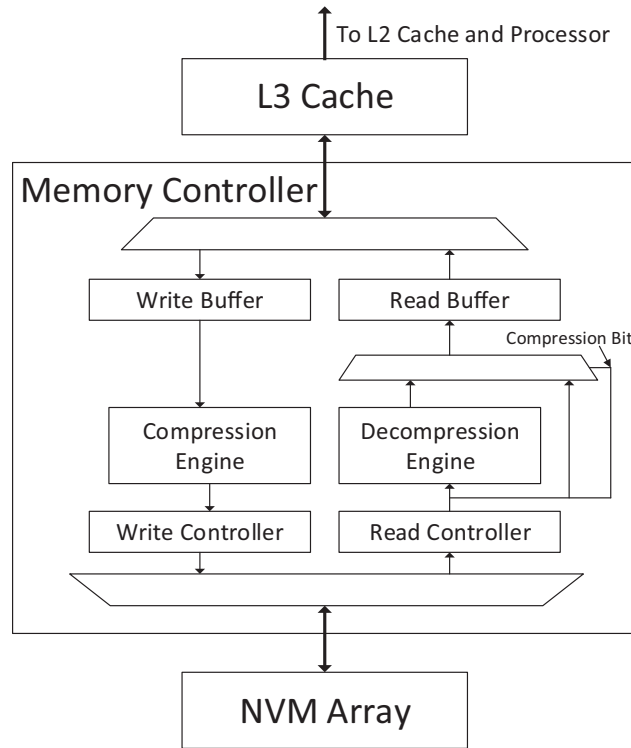 To L2 Cache and Processor
L3 Cache
Memory Controller
Write Buffer
Read Buffer
Compression Bit
Compression
Engine
Decompression
Engine
Write Controller
Read Controller
NVM Array